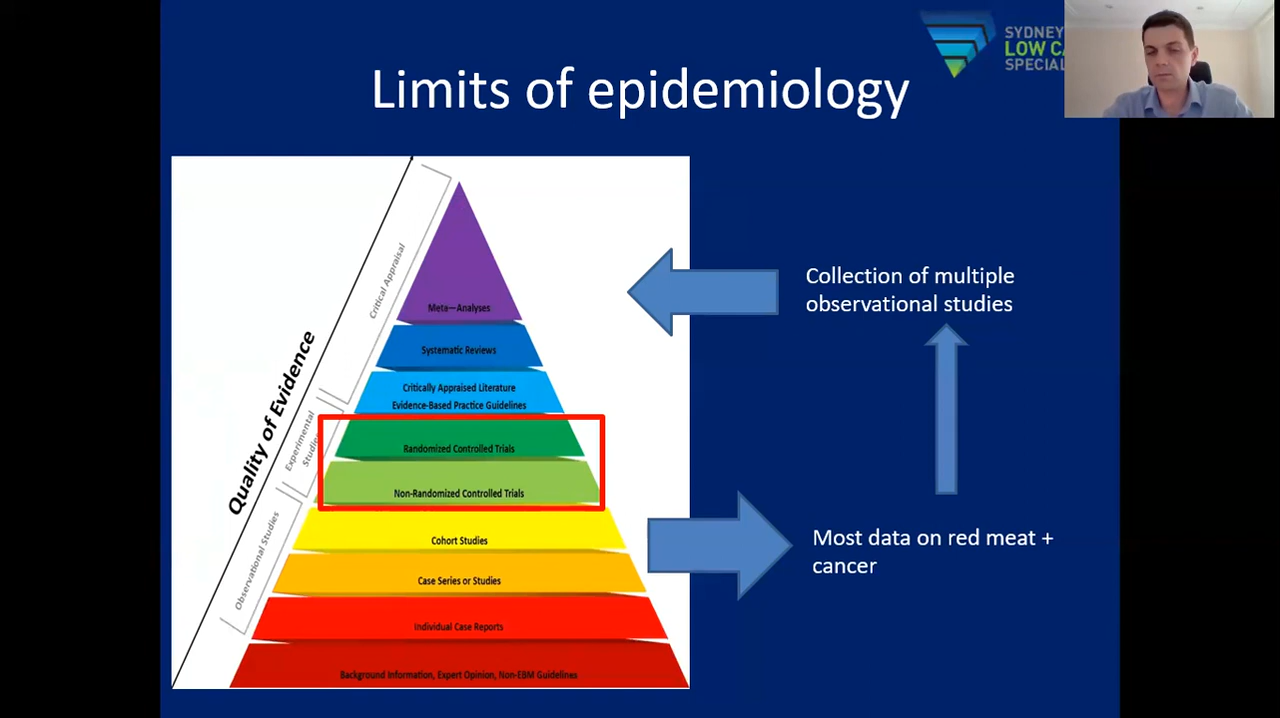 SYDNEY
LOW CA
SPECIAL
Limits of epidemiology
Quality of Evidence
Critical Appraisal
Experimental
Studies
Observational Studies
Meta—Analyses
Systematic Reviews
Critically Appraised Literature
Evidence-Based Practice Guidelines
Randomized Controlled Trials
Non-Randomized Controlled Trials
Cohort Studies
Case Series or Studies
Individual Case Reports
Background Information, Expert Opinion, Non-EBM Guidelines
Collection of multiple
observational studies
Most data on red meat +
cancer